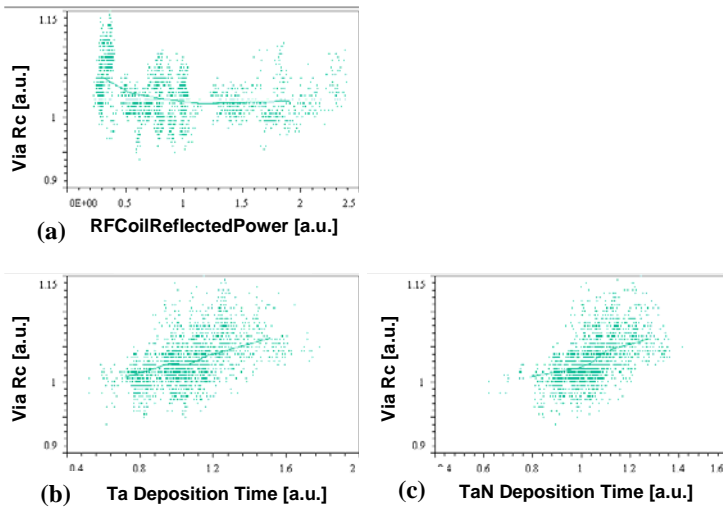 1.15
1
0.9
Via Rc [a.u.]
0E+00 0.5 1 1.5 2 2.5
(a) RFCoilReflectedPower [a.u.]
1.15
1
0.9
Via Rc [a.u.]
0.4 0.8 1.2 1.6 2
(b) Ta Deposition Time [a.u.]
1.15
1
0.9
Via Rc [a.u.]
0.4 0.6 0.8 1 1.2 1.4 1.6
(c) TaN Deposition Time [a.u.]